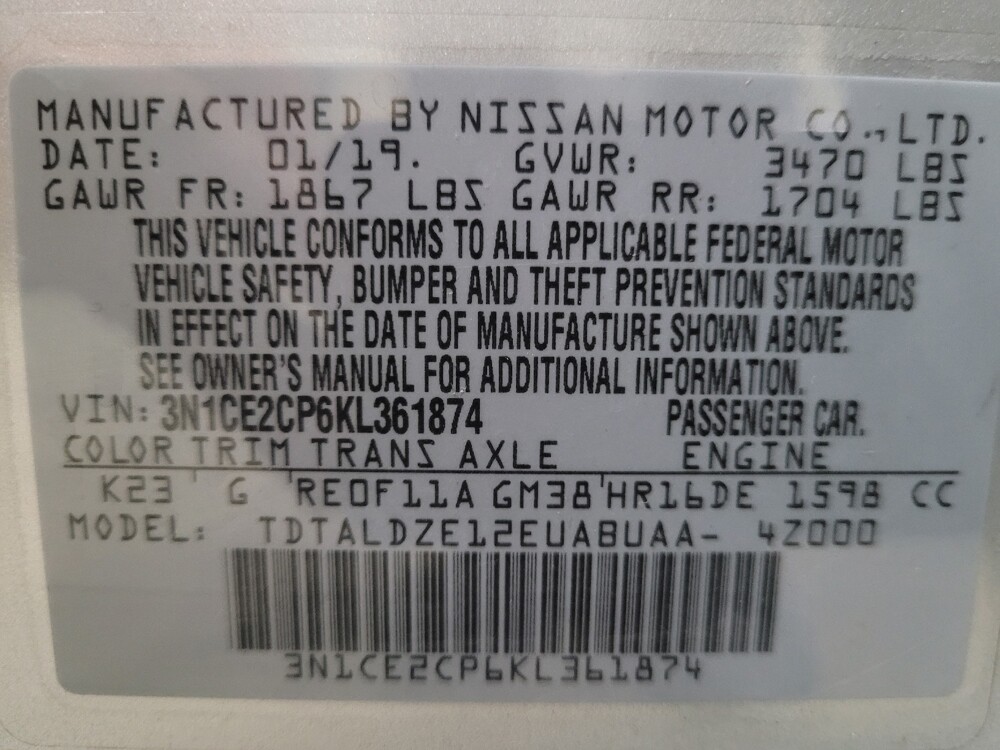 MANUFACTURED BY NISSAN MOTOR CO., LTD.
DATE: 01/19. GVWR: 3470 LBS
GAWR FR: 1867 LBS GAWR RR: 1704 LBS
THIS VEHICLE CONFORMS TO ALL APPLICABLE FEDERAL MOTOR
VEHICLE SAFETY, BUMPER AND THEFT PREVENTION STANDARDS
IN EFFECT ON THE DATE OF MANUFACTURE SHOWN ABOVE.
SEE OWNER'S MANUAL FOR ADDITIONAL INFORMATION.
VIN: 3N1CE2CP6KL361874 PASSENGER CAR.
COLOR TRIM TRANS AXLE ENGINE
K23 ' G 'RE0F11A GM38'HR16DE 1598 CC
MODEL: TDTALDZE12EUABUAA- 4Z000
3N1CE2CP6KL361874